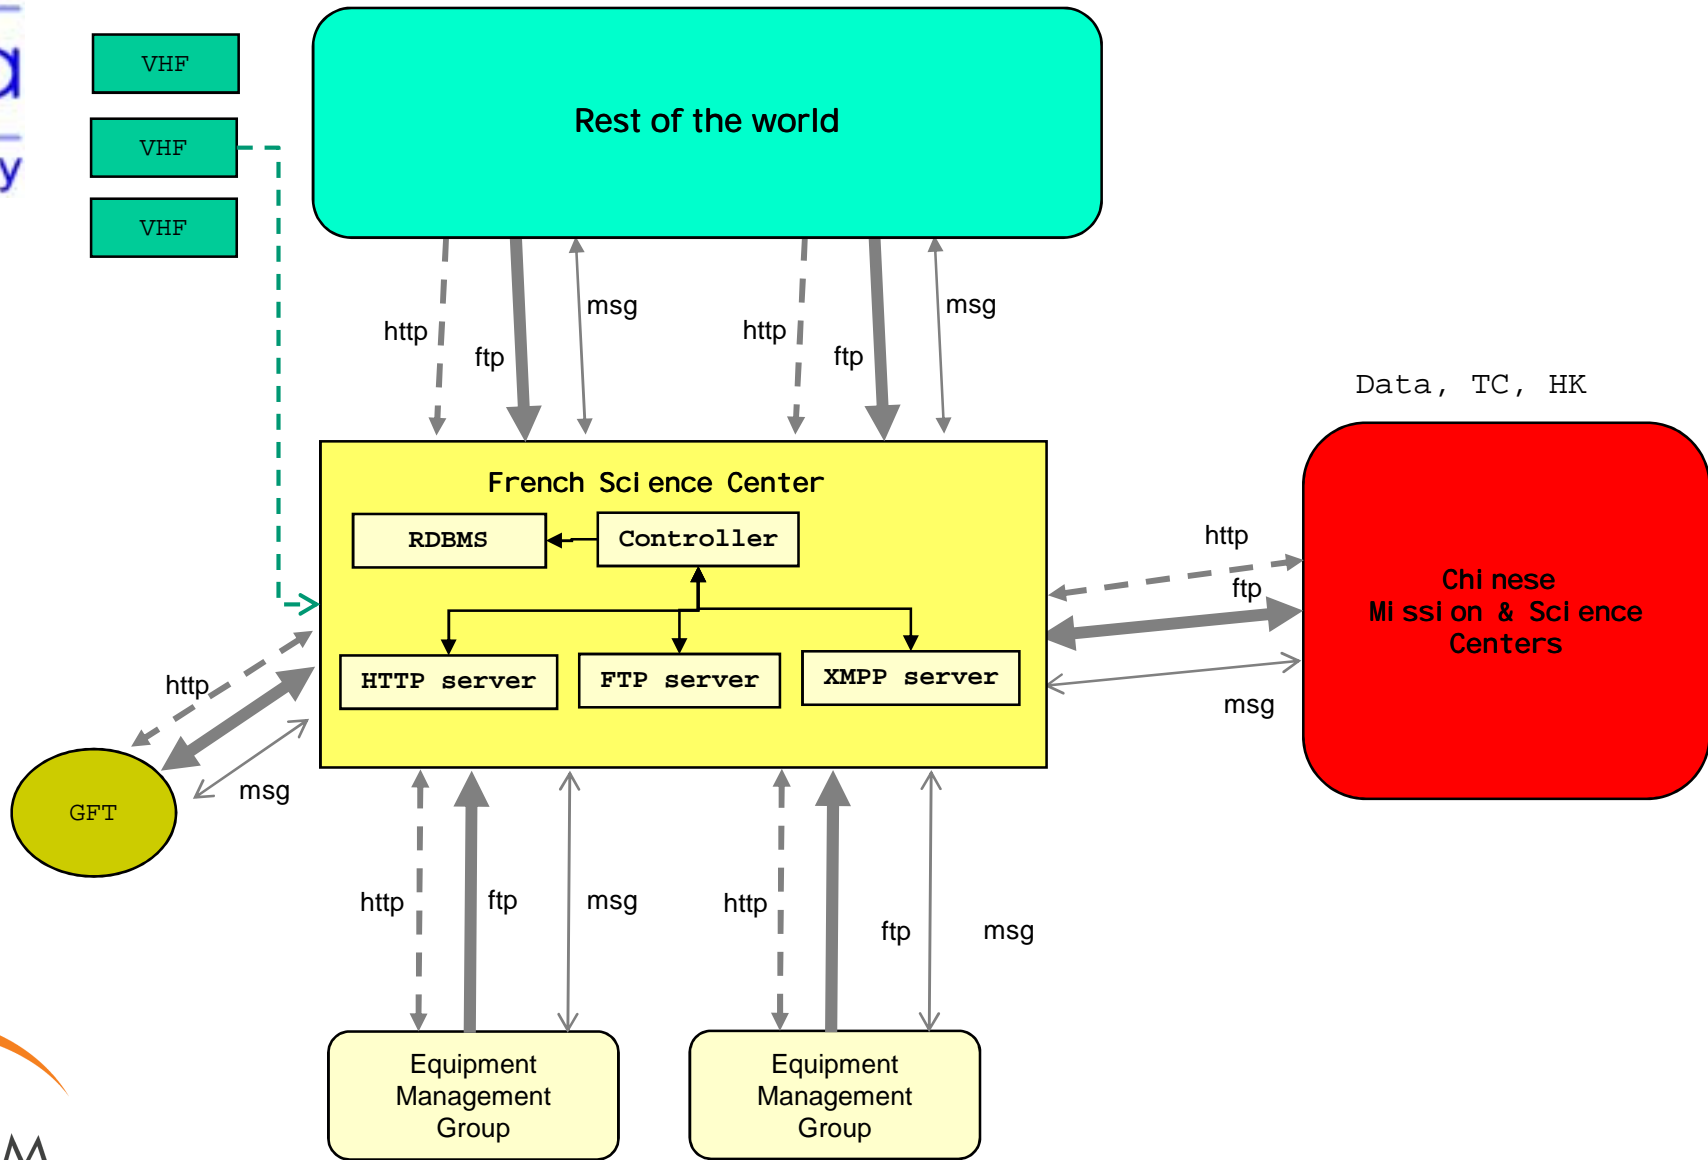 a
y
VHF
VHF
VHF
Rest of the world
http
ftp
msg
http
ftp
msg
Data, TC, HK
French Science Center
RDBMS
Controller
HTTP server
FTP server
XMPP server
http
ftp
msg
Chinese
Mission & Science
Centers
http
msg
GFT
http
ftp
msg
http
ftp
msg
Equipment
Management
Group
Equipment
Management
Group
M